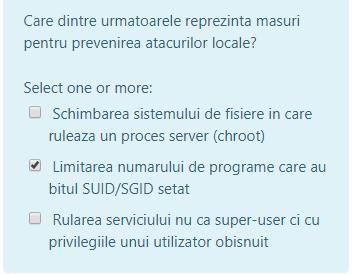 Care dintre urmatoarele reprezinta masuri
pentru prevenirea atacurilor locale?
Select one or more:
Schimbarea sistemului de fisiere in care
ruleaza un proces server (chroot)
Limitarea numarului de programe care au
bitul SUID/SGID setat
Rularea serviciului nu ca super-user ci cu
privilegiile unui utilizator obisnuit